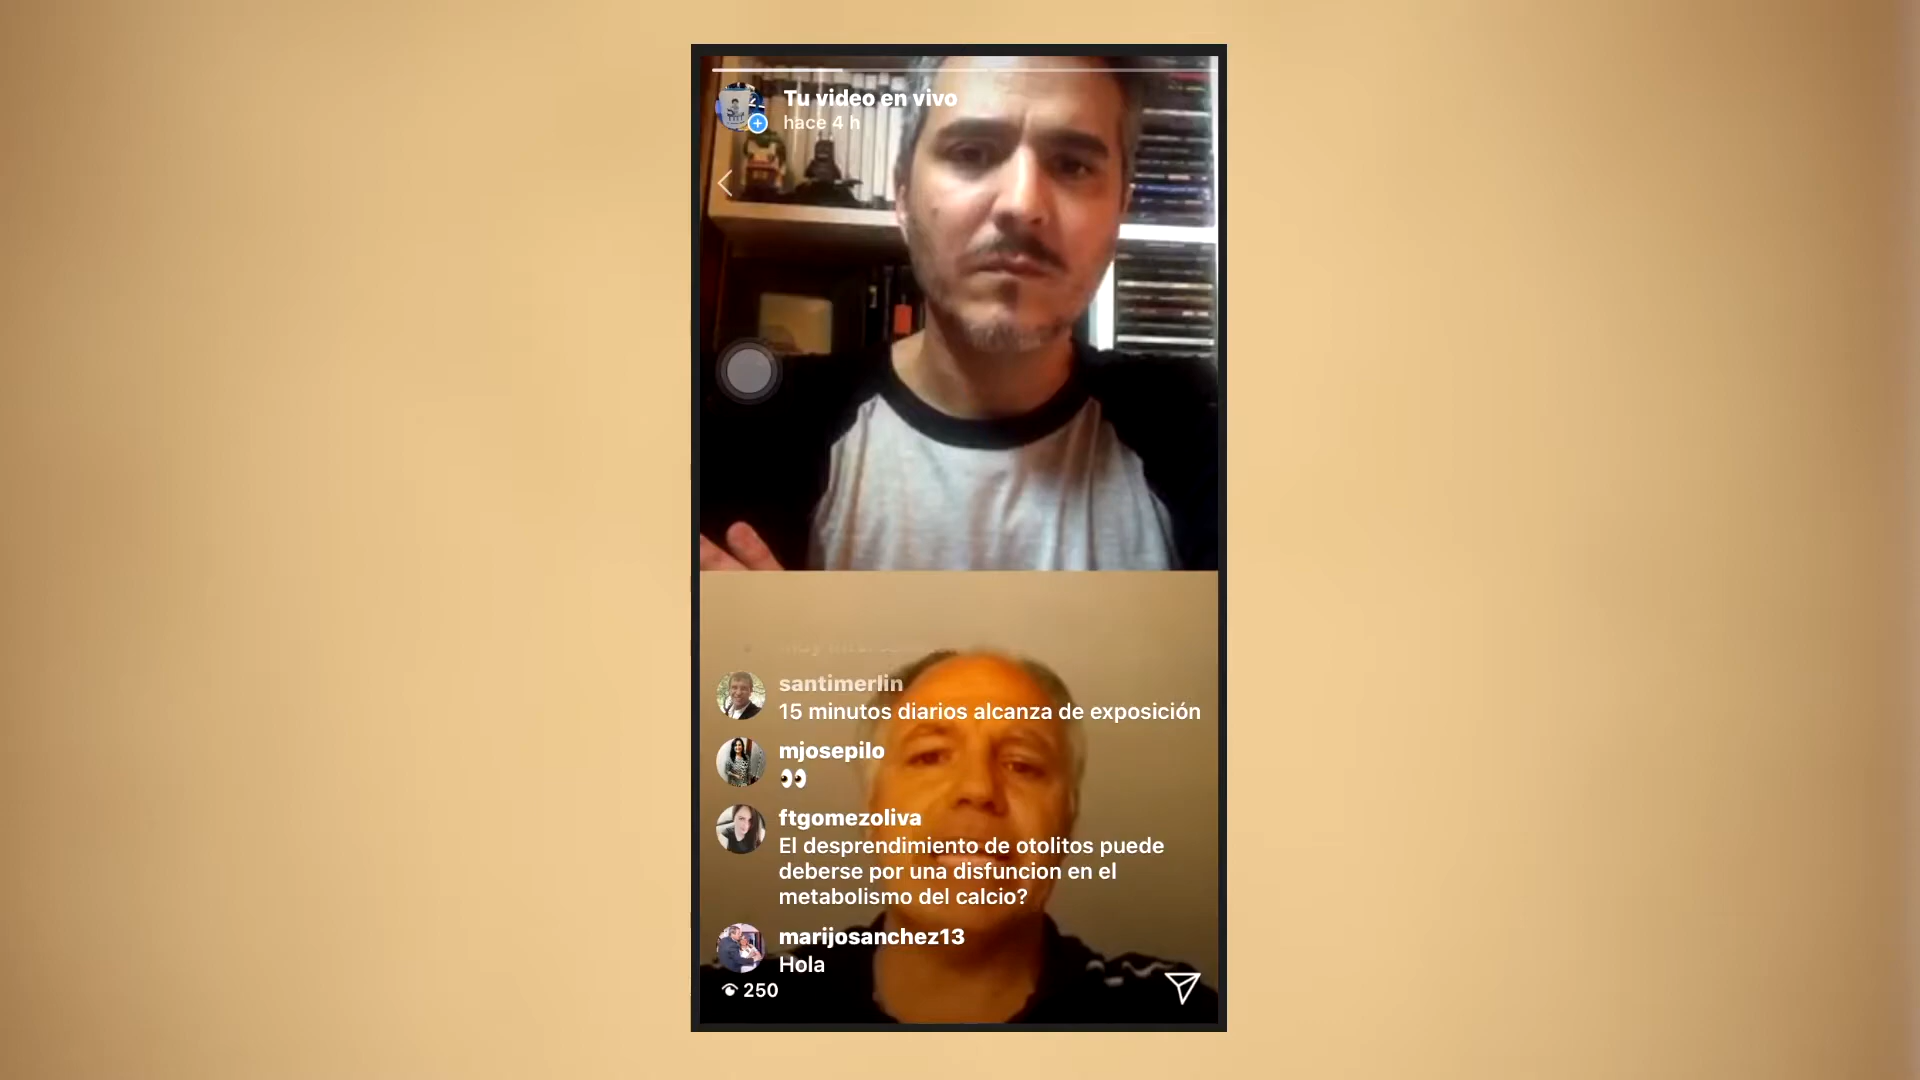 Tu video en vivo
hace 4 h
santimerlin
15 minutos diarios alcanza de exposición
mjosepilo
👀
ftgomezoliva
El desprendimiento de otolitos puede
deberse por una disfuncion en el
metabolismo del calcio?
marijosanchez13
Hola
250